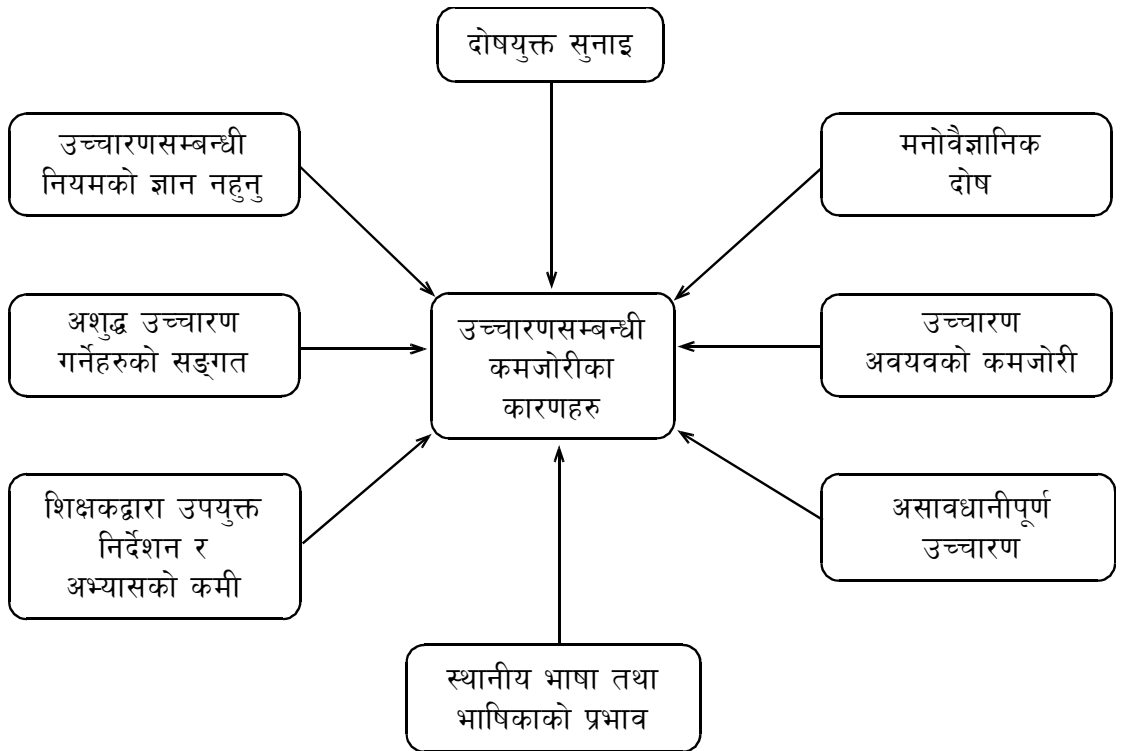 दोषयुक्त सुनाइ
उच्चारणसम्बन्धी
नियमको ज्ञान नहुनु
मनोवैज्ञानिक
दोष
अशुद्ध उच्चारण
गर्नेहरुको सङ्गत
उच्चारणसम्बन्धी
कमजोरीका
कारणहरु
उच्चारण
अवयवको कमजोरी
शिक्षकद्वारा उपयुक्त
निर्देशन र
अभ्यासको कमी
असावधानीपूर्ण
उच्चारण
स्थानीय भाषा तथा
भाषिकाको प्रभाव